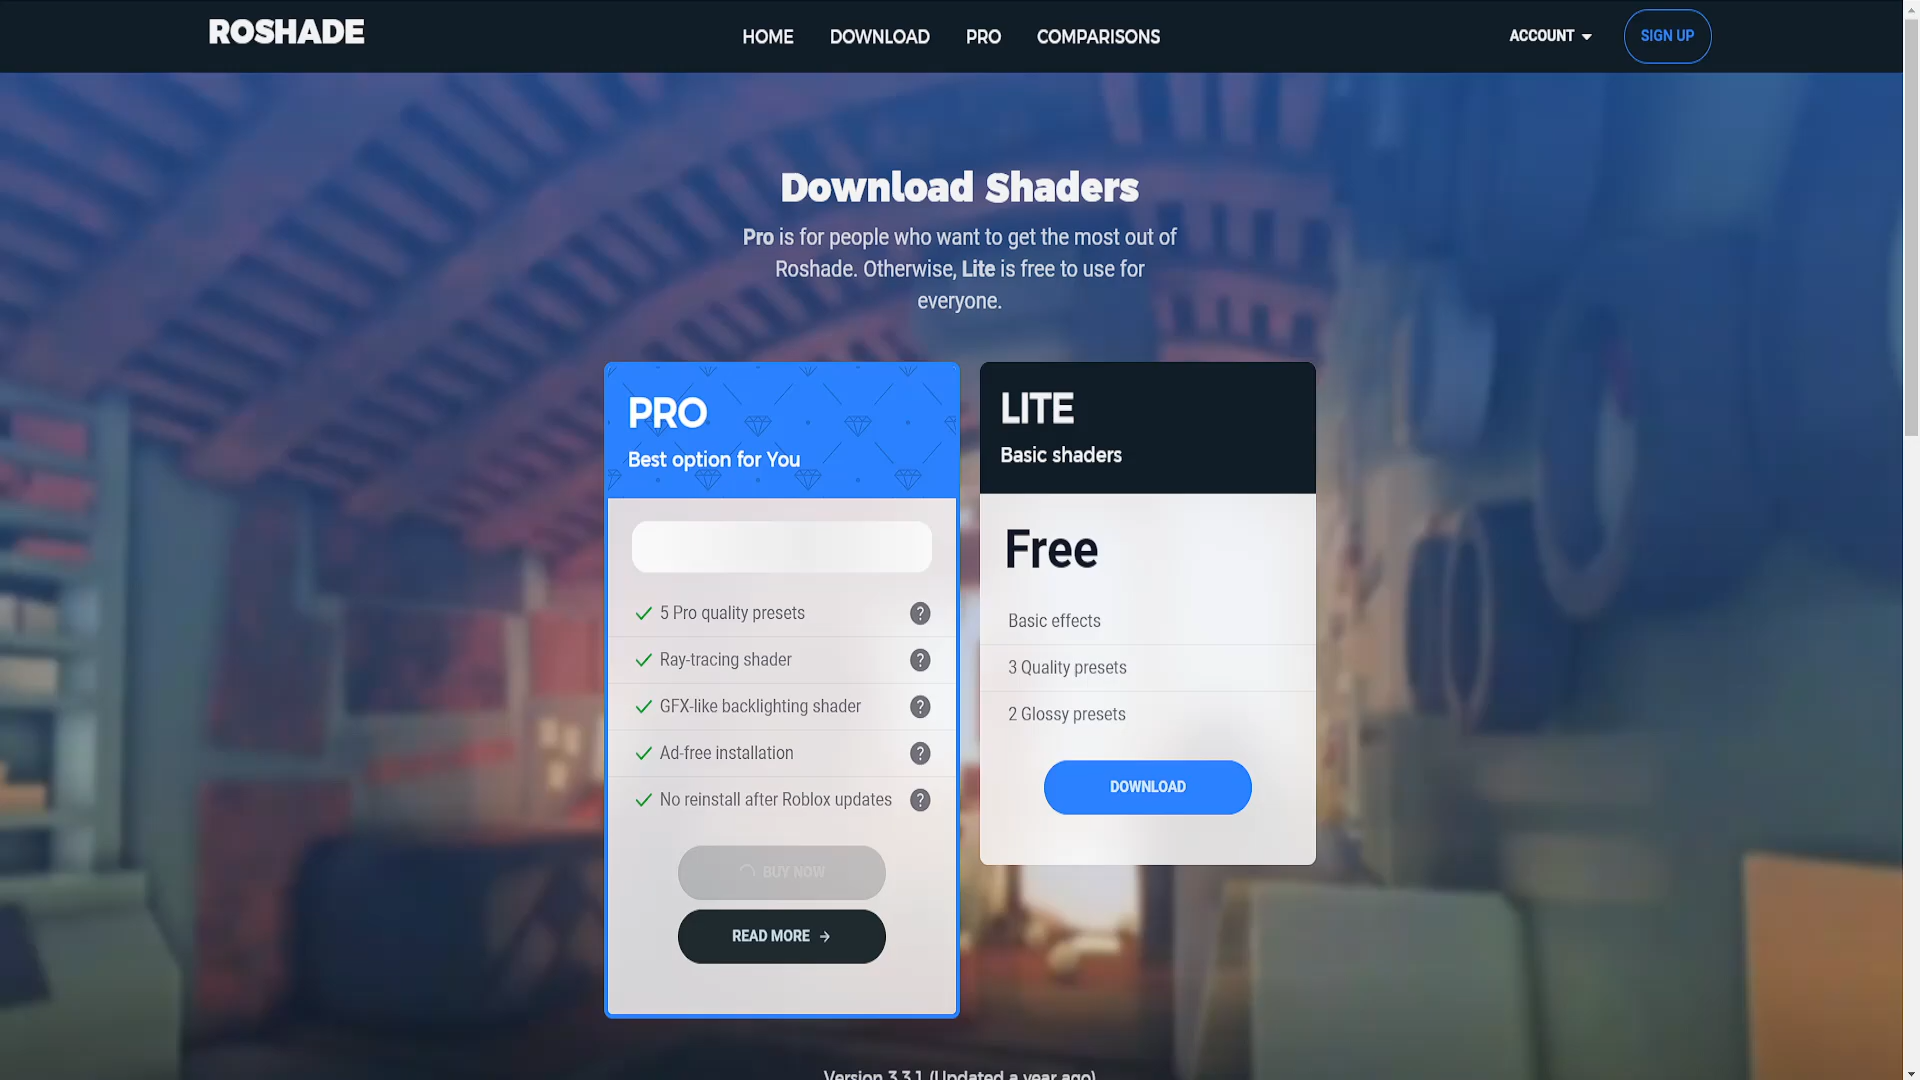 ROSHADE
HOME
DOWNLOAD
PRO
COMPARISONS
ACCOUNT
SIGN UP
Download Shaders
Pro is for people who want to get the most out of
Roshade. Otherwise, Lite is free to use for
everyone.
PRO
Best option for You
5 Pro quality presets
?
Ray-tracing shader
?
GFX-like backlighting shader
?
Ad-free installation
?
No reinstall after Roblox updates
?
BUY NOW
READ MORE →
LITE
Basic shaders
Free
Basic effects
3 Quality presets
2 Glossy presets
DOWNLOAD
Version 3.3.1 (Updated a year ago)